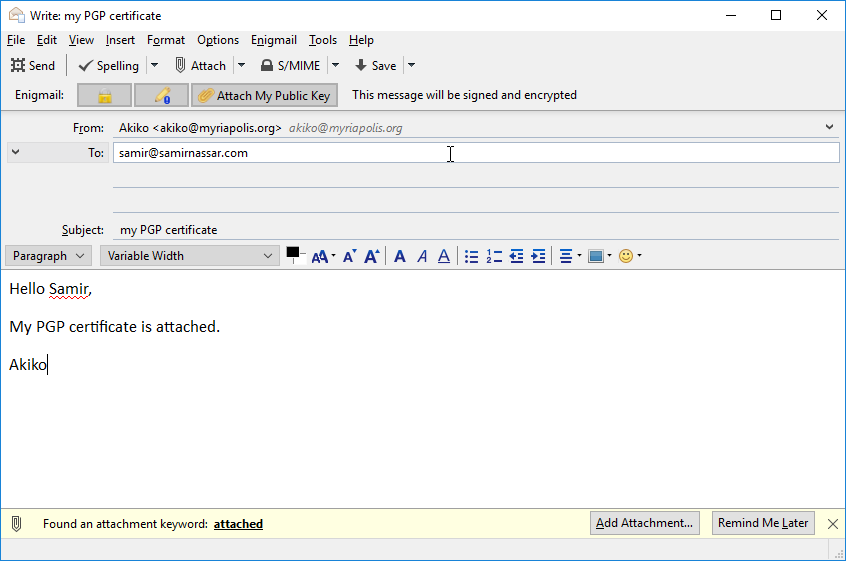 Write: my PGP certificate
File Edit View Insert Format Options Enigmail Tools Help
Send Spelling Attach S/MIME Save
Enigmail: Attach My Public Key This message will be signed and encrypted
From: Akiko <akiko@myriapolis.org> akiko@myriapolis.org
To: samir@samirnassar.com
Subject: my PGP certificate
Paragraph Variable Width
Hello Samir,
My PGP certificate is attached.
Akiko
Found an attachment keyword: attached Add Attachment... Remind Me Later